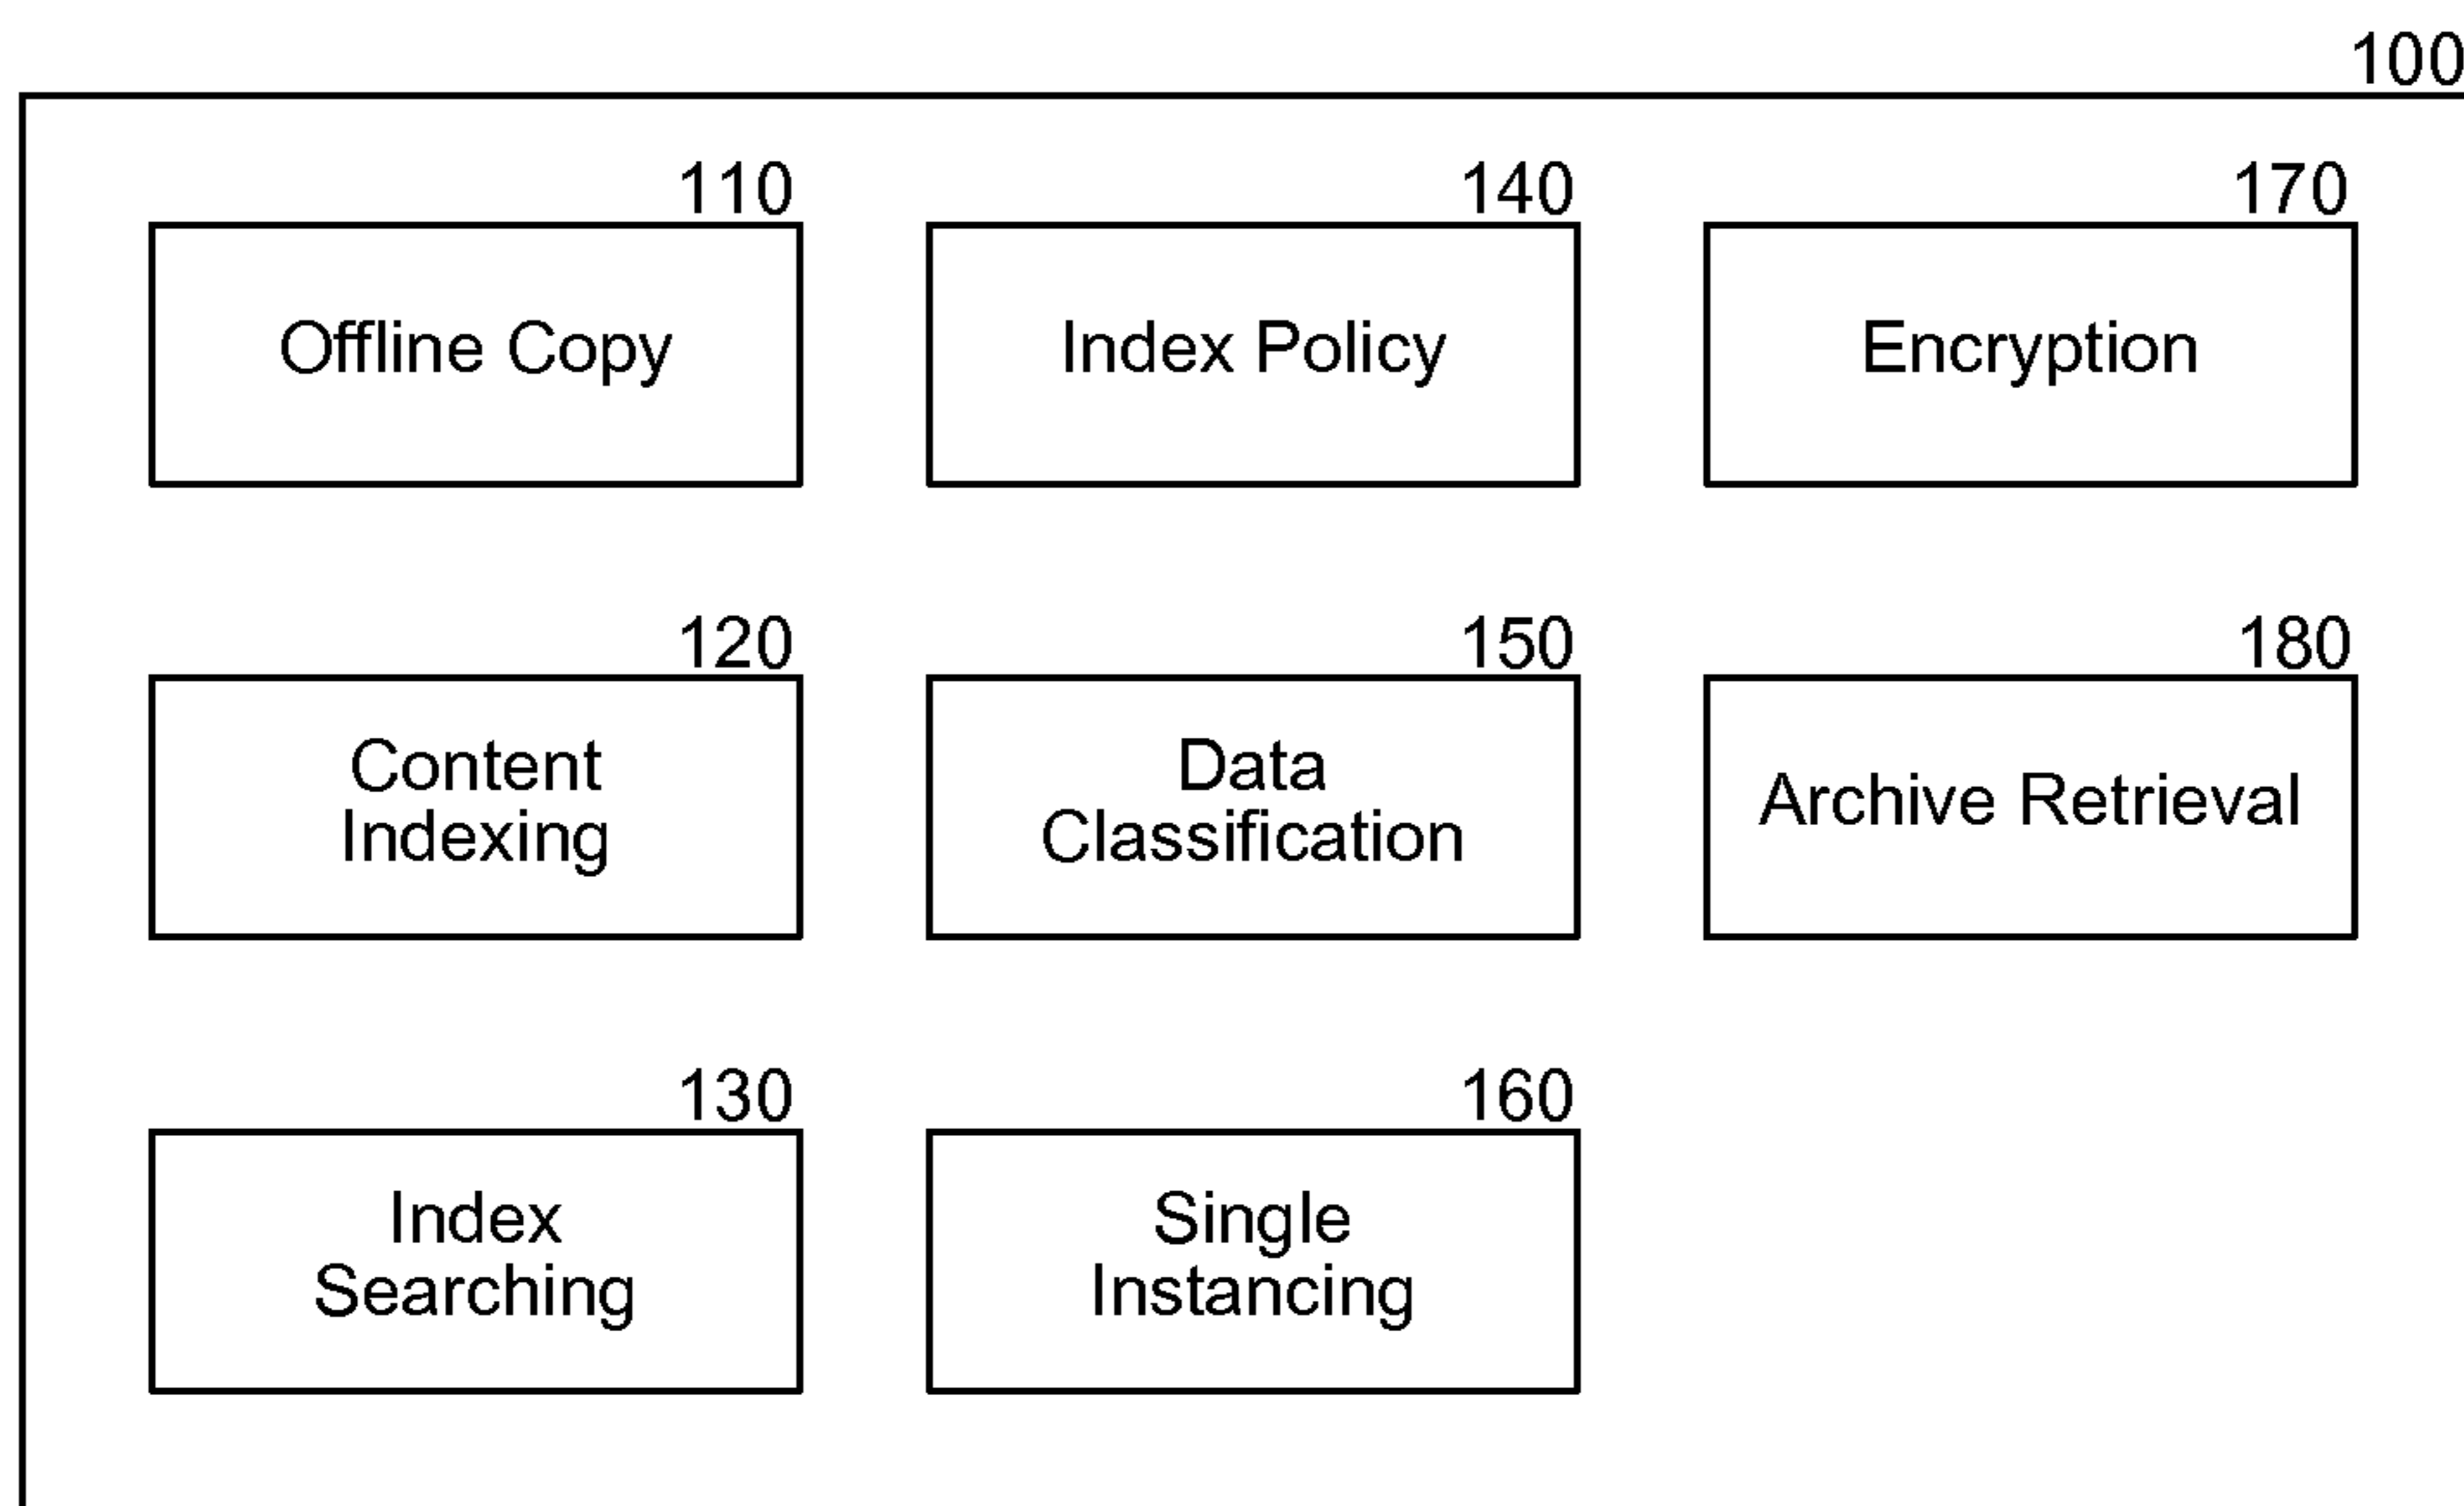 100
110
140
170
Offline Copy
Index Policy
Encryption
120
150
180
Content
Indexing
Data
Classification
Archive Retrieval
130
160
Index
Searching
Single
Instancing